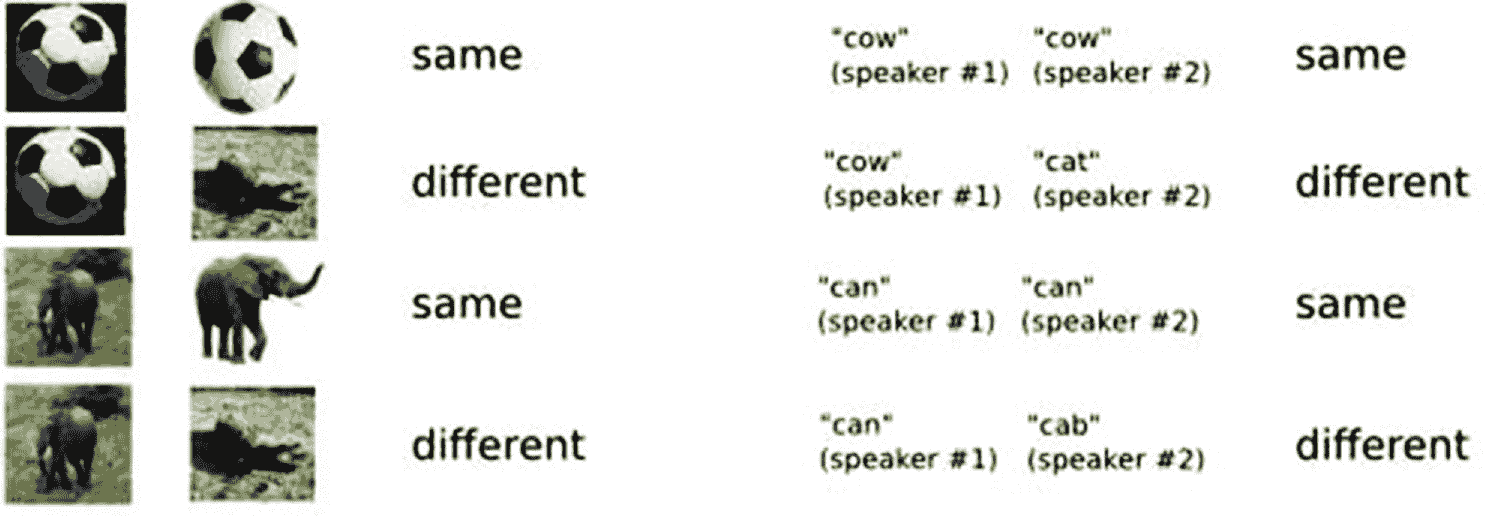 same
"cow" "cow" same
(speaker #1) (speaker #2)
different
"cow" "cat" different
(speaker #1) (speaker #2)
same
"can" "can" same
(speaker #1) (speaker #2)
different
"can" "cab" different
(speaker #1) (speaker #2)